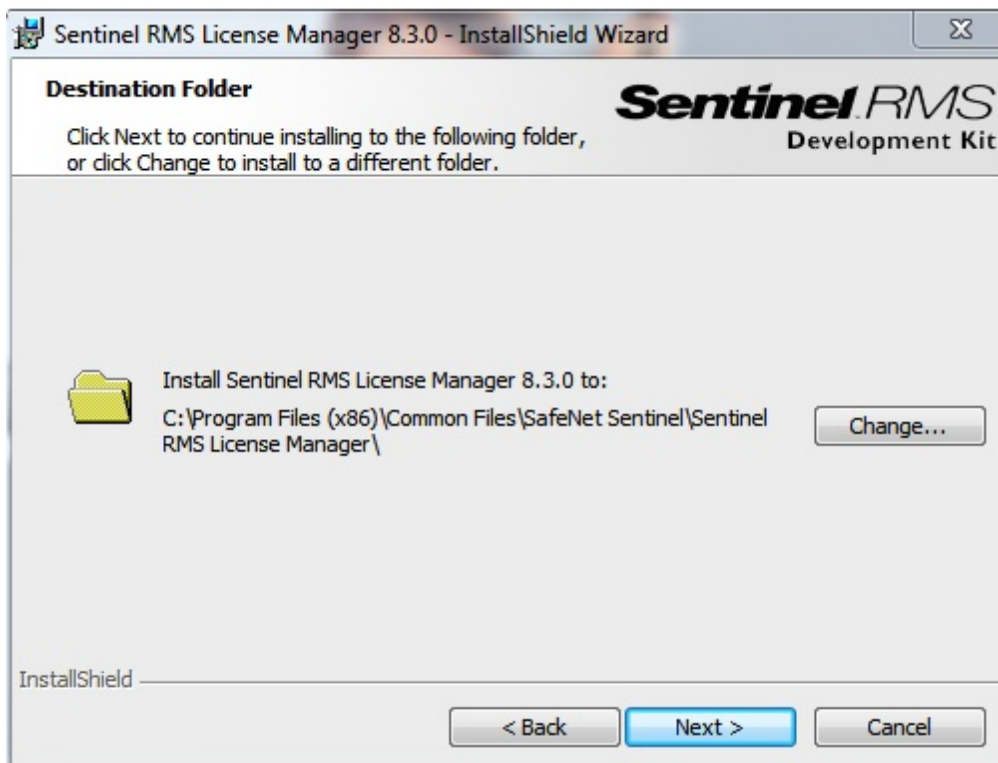 Sentinel RMS License Manager 8.3.0 - InstallShield Wizard
Destination Folder
Click Next to continue installing to the following folder,
or click Change to install to a different folder.
Sentinel RMS
Development Kit
Install Sentinel RMS License Manager 8.3.0 to:
C:\Program Files (x86)\Common Files\SafeNet Sentinel\Sentinel
RMS License Manager\
Change...
InstallShield
< Back
Next >
Cancel